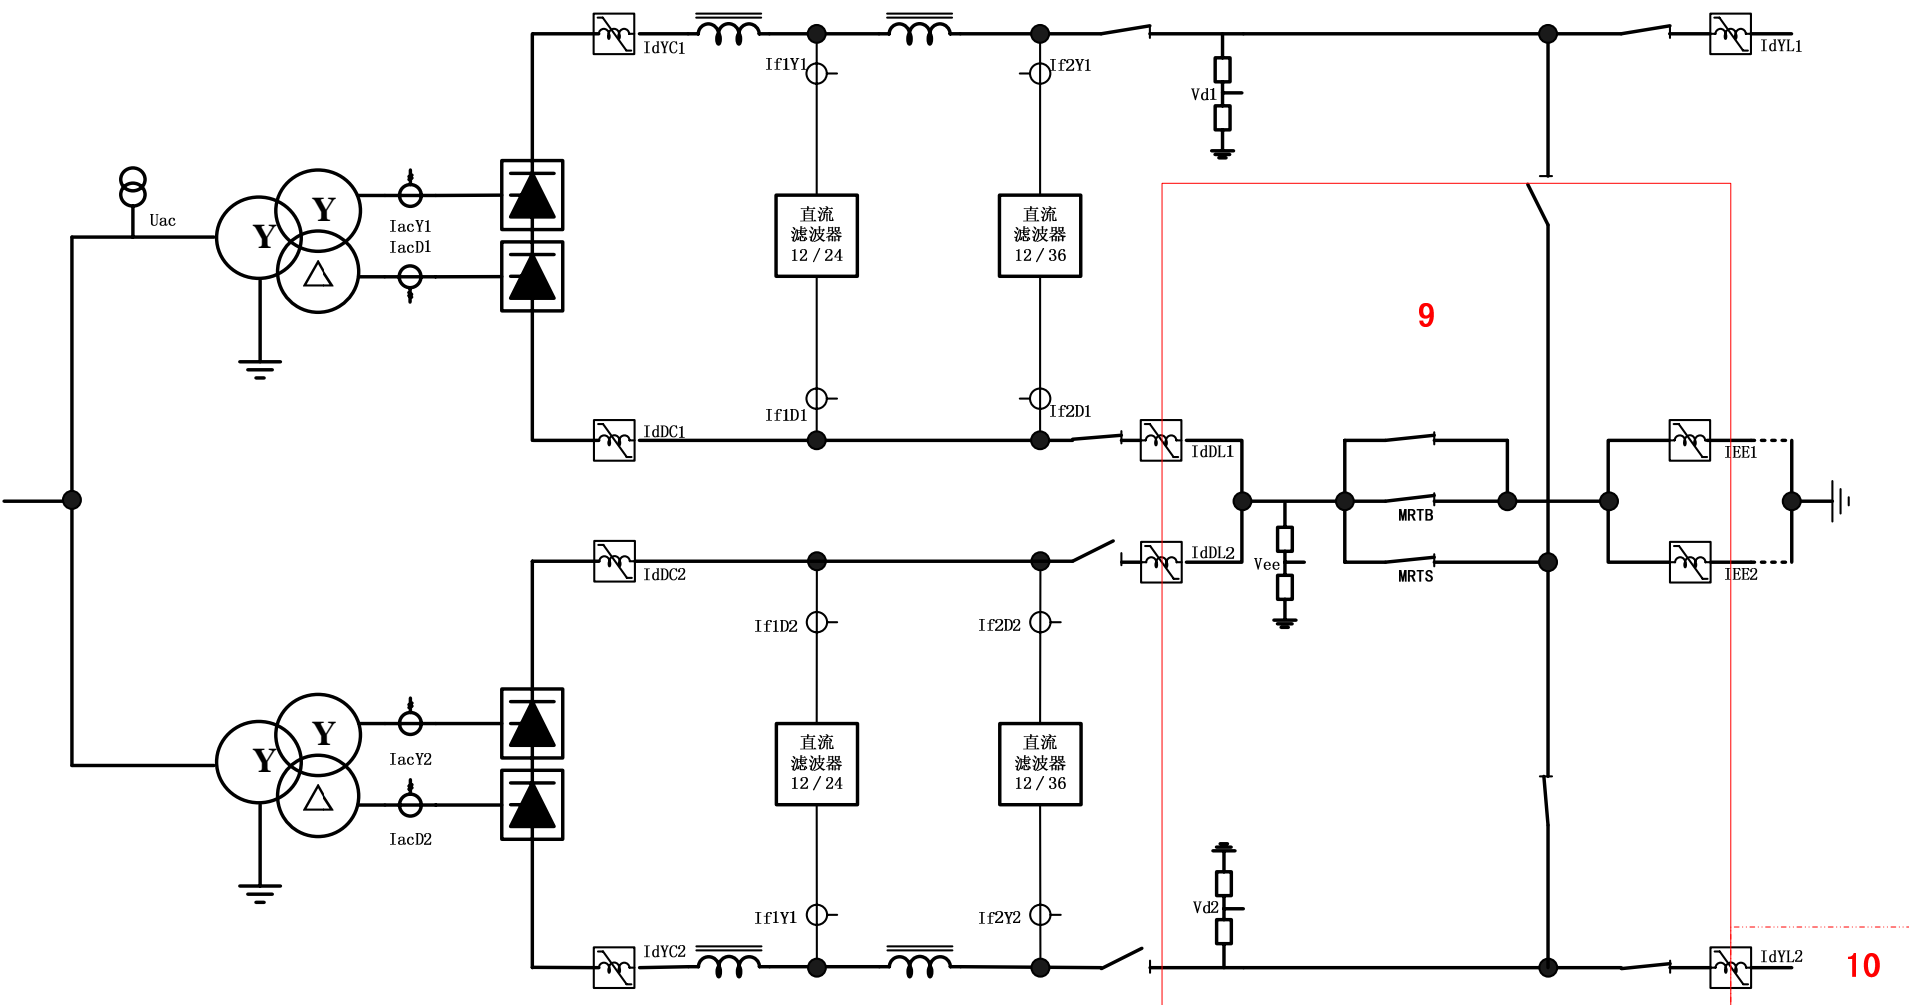 IdYC1
IdYL1
If1Y1
If2Y1
Vd1
Uac
Y
Y
IacY1
IacD1
直流
滤波器
12/24
直流
滤波器
12/36
9
If1D1
If2D1
IdDC1
IdDL1
IEE1
MRTB
IdDL2
Vee
IdDC2
MRTS
IEE2
If1D2
If2D2
Y
Y
IacY2
直流
滤波器
12/24
直流
滤波器
12/36
IacD2
Vd2
If1Y1
If2Y2
IdYC2
IdYL2
10